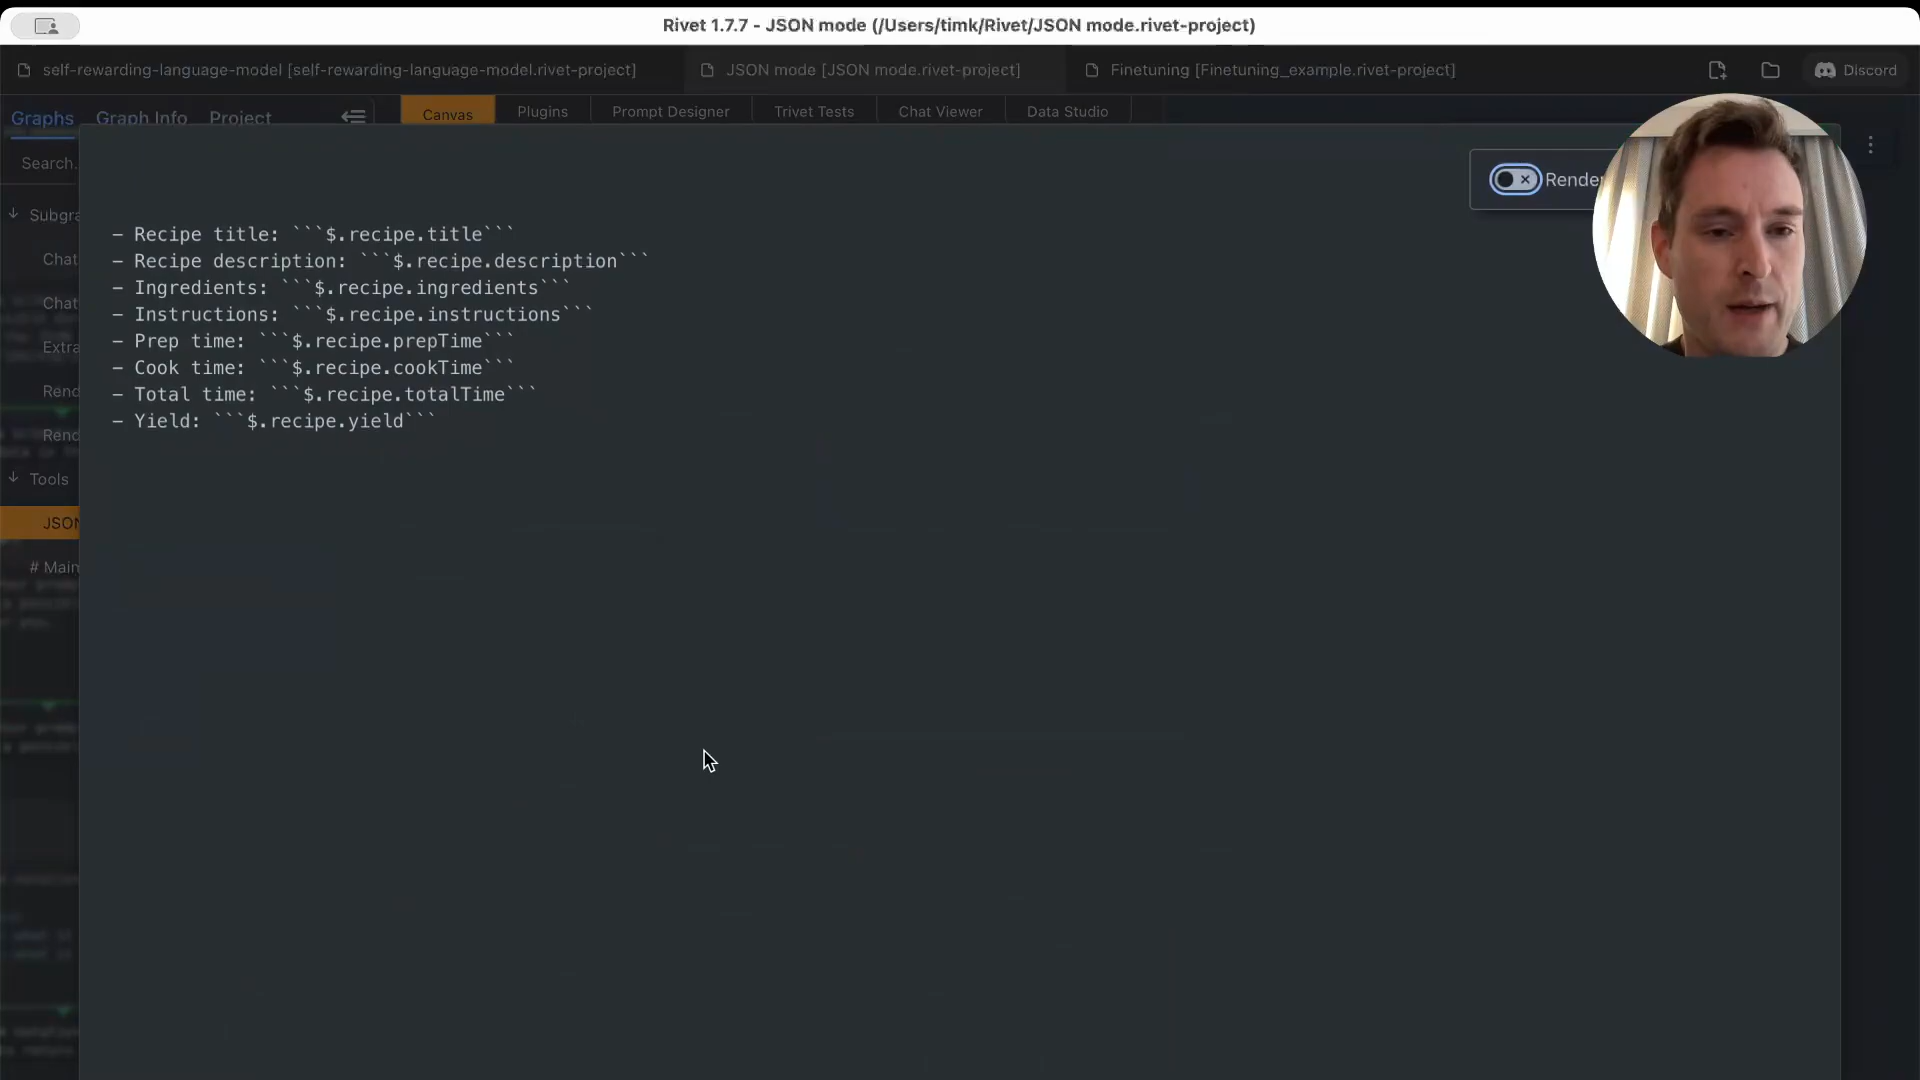 Rivet 1.7.7 - JSON mode (/Users/timk/Rivet/JSON mode.rivet-project)
self-rewarding-language-model [self-rewarding-language-model.rivet-project]
JSON mode [JSON mode.rivet-project]
Finetuning [Finetuning_example.rivet-project]
Discord
Graphs
Graph Info
Project
Canvas
Plugins
Prompt Designer
Trivet Tests
Chat Viewer
Data Studio
Search.
Render
Subgra
- Recipe title: ```$.recipe.title```
- Recipe description: ```$.recipe.description```
- Ingredients: ```$.recipe.ingredients```
- Instructions: ```$.recipe.instructions```
- Prep time: ```$.recipe.prepTime```
- Cook time: ```$.recipe.cookTime```
- Total time: ```$.recipe.totalTime```
- Yield: ```$.recipe.yield```
Chat
Chat
Extra
Rend
Rend
Tools
JSON
# Main